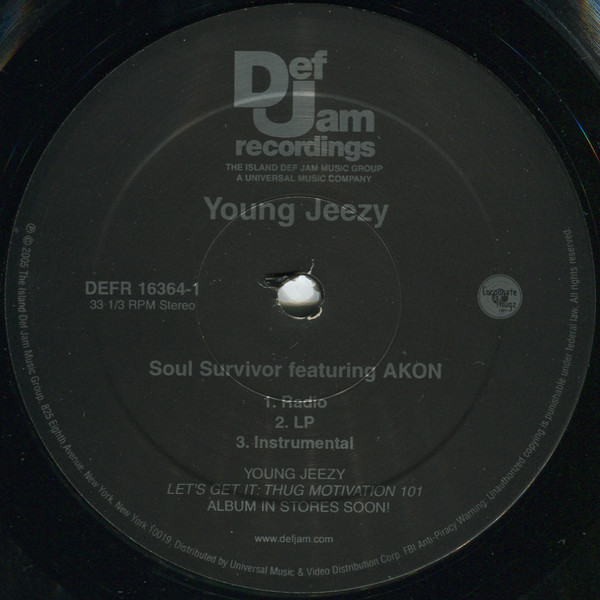 Def
Jam
recordings
THE ISLAND DEF JAM MUSIC GROUP
A UNIVERSAL MUSIC COMPANY
Young Jeezy
DEFR 16364-1
33 1/3 RPM Stereo
Corporate
Thugz
Soul Survivor featuring AKON
1. Radio
2. LP
3. Instrumental
YOUNG JEEZY
LET'S GET IT: THUG MOTIVATION 101
ALBUM IN STORES SOON!
www.defjam.com
℗ © 2005 The Island Def Jam Music Group, 825 Eighth Avenue, New York, New York 10019. Distributed by Universal Music & Video Distribution Corp. FBI Anti-Piracy Warning: Unauthorized copying is punishable under federal law. All rights reserved.